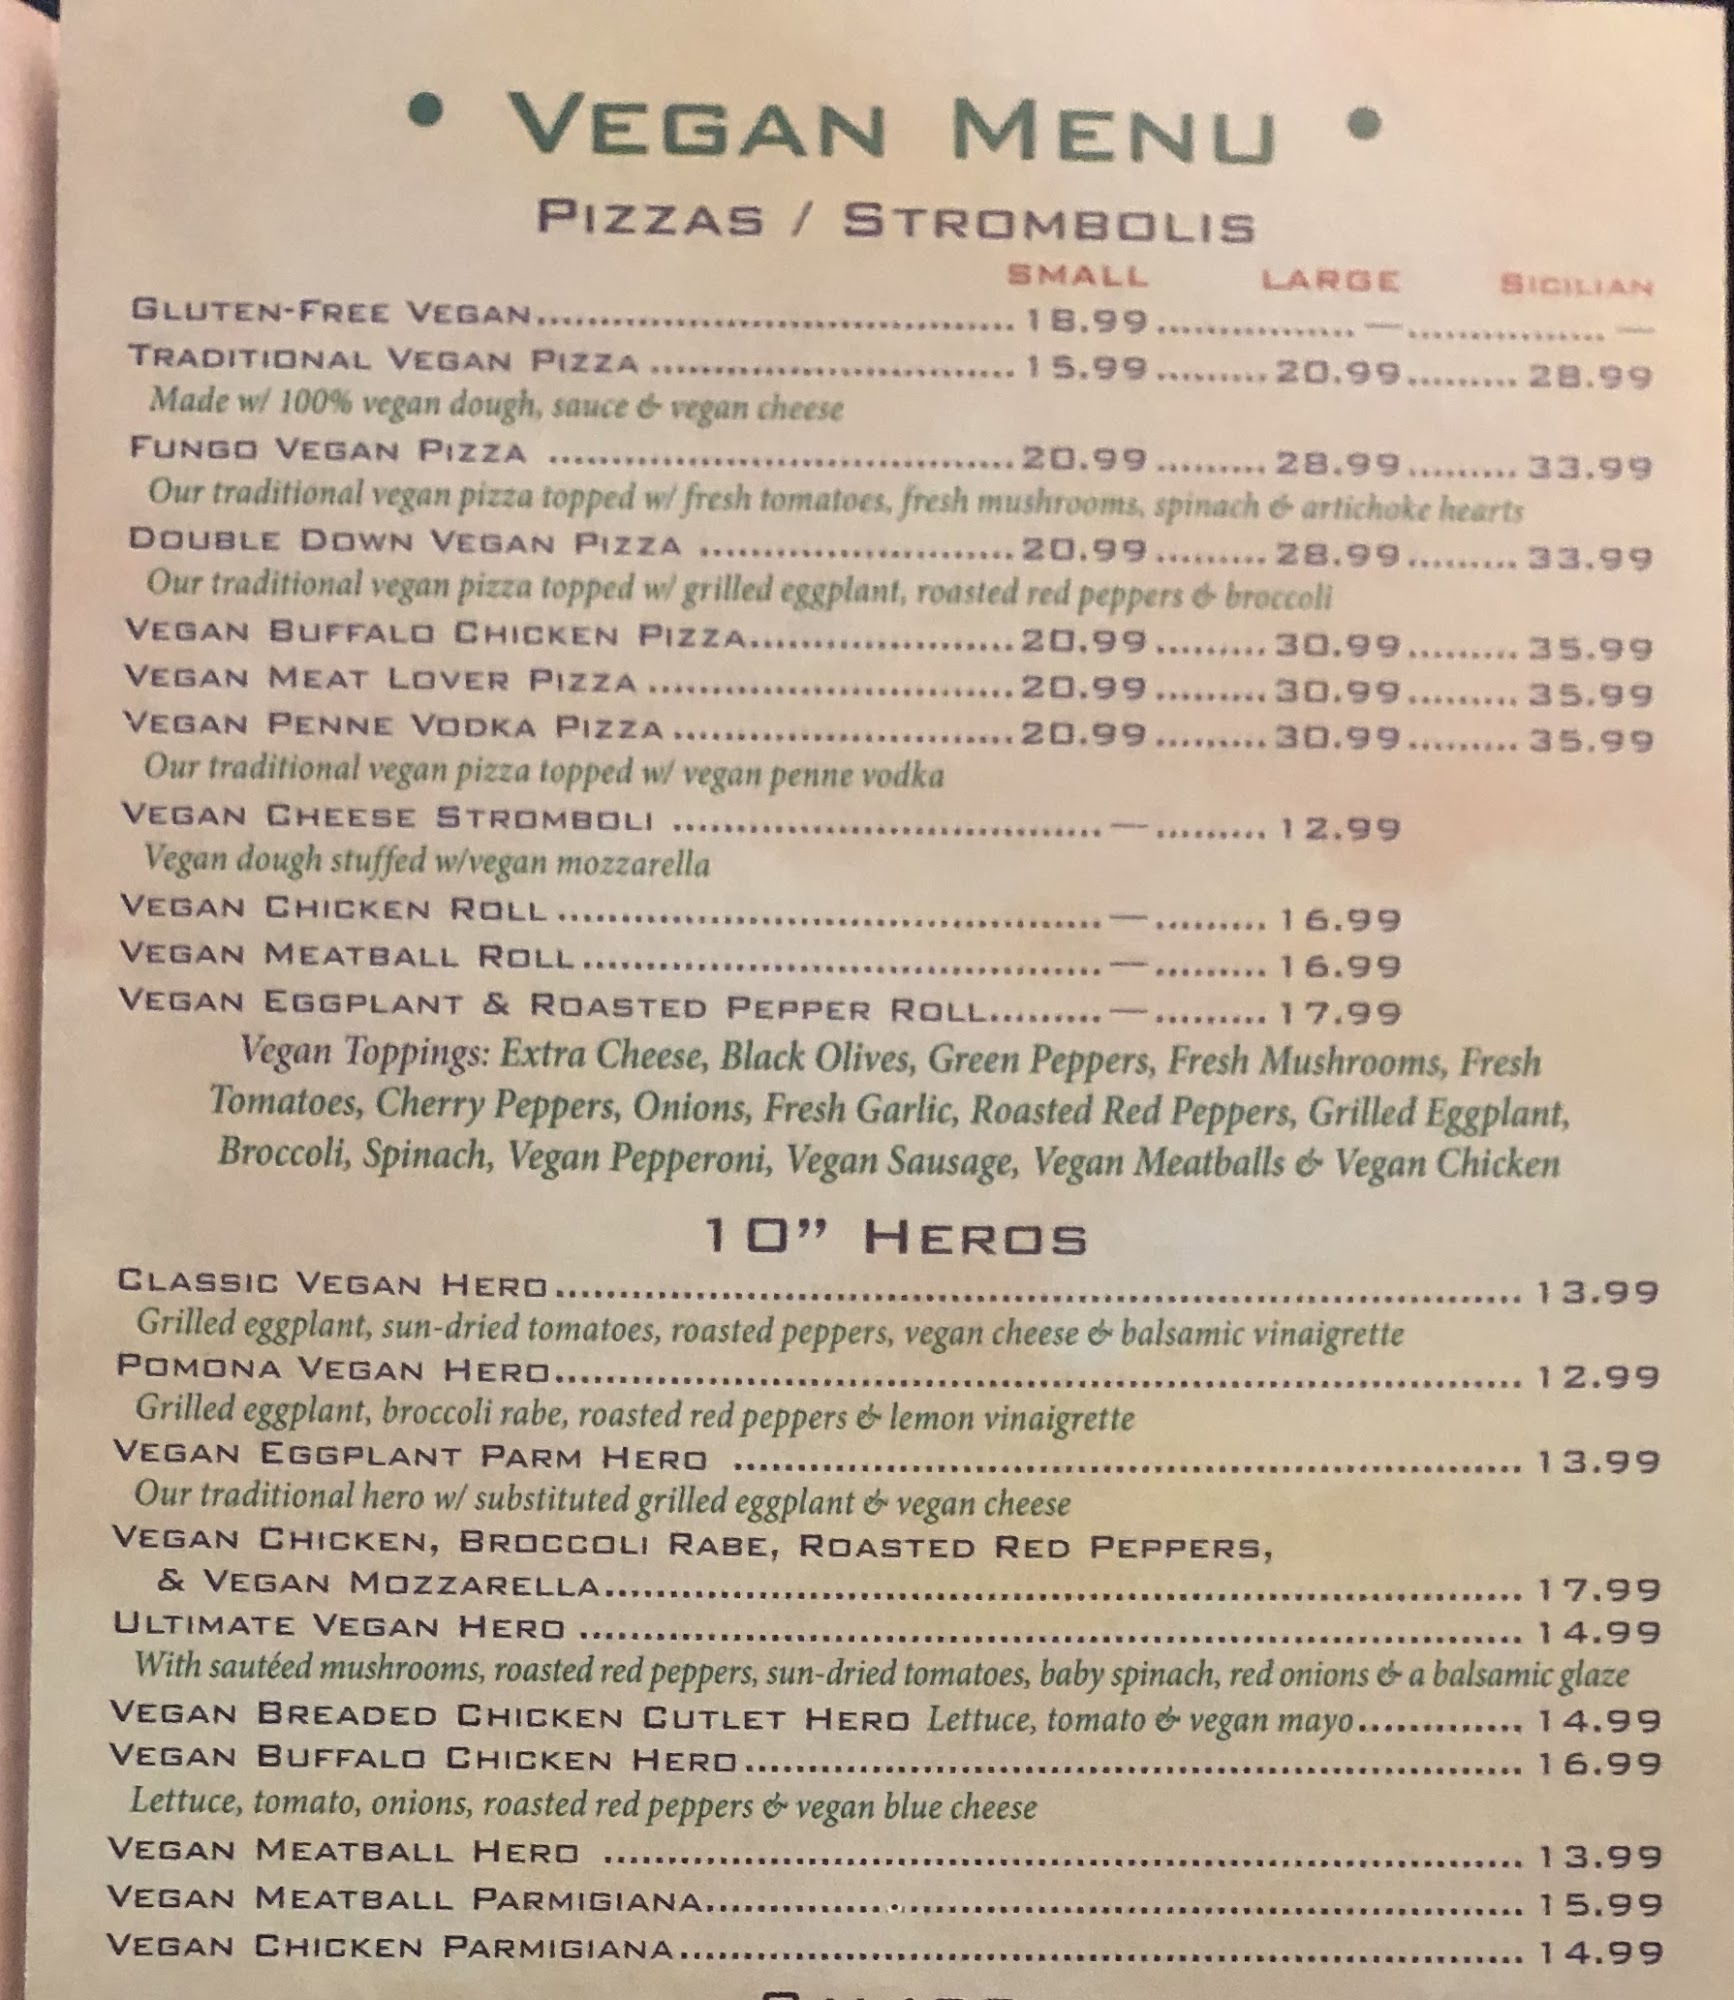 • VEGAN MENU •
PIZZAS / STROMBOLIS
SMALL LARGE SICILIAN
GLUTEN-FREE VEGAN..........18.99..........—..........—
TRADITIONAL VEGAN PIZZA..........15.99..........20.99..........28.99
Made w/ 100% vegan dough, sauce & vegan cheese
FUNGO VEGAN PIZZA..........20.99..........28.99..........33.99
Our traditional vegan pizza topped w/ fresh tomatoes, fresh mushrooms, spinach & artichoke hearts
DOUBLE DOWN VEGAN PIZZA..........20.99..........28.99..........33.99
Our traditional vegan pizza topped w/ grilled eggplant, roasted red peppers & broccoli
VEGAN BUFFALO CHICKEN PIZZA..........20.99..........30.99..........35.99
VEGAN MEAT LOVER PIZZA..........20.99..........30.99..........35.99
VEGAN PENNE VODKA PIZZA..........20.99..........30.99..........35.99
Our traditional vegan pizza topped w/ vegan penne vodka
VEGAN CHEESE STROMBOLI..........—..........12.99
Vegan dough stuffed w/vegan mozzarella
VEGAN CHICKEN ROLL..........—..........16.99
VEGAN MEATBALL ROLL..........—..........16.99
VEGAN EGGPLANT & ROASTED PEPPER ROLL..........—..........17.99
Vegan Toppings: Extra Cheese, Black Olives, Green Peppers, Fresh Mushrooms, Fresh
Tomatoes, Cherry Peppers, Onions, Fresh Garlic, Roasted Red Peppers, Grilled Eggplant,
Broccoli, Spinach, Vegan Pepperoni, Vegan Sausage, Vegan Meatballs & Vegan Chicken
10” HEROS
CLASSIC VEGAN HERO..........13.99
Grilled eggplant, sun-dried tomatoes, roasted peppers, vegan cheese & balsamic vinaigrette
POMONA VEGAN HERO..........12.99
Grilled eggplant, broccoli rabe, roasted red peppers & lemon vinaigrette
VEGAN EGGPLANT PARM HERO..........13.99
Our traditional hero w/ substituted grilled eggplant & vegan cheese
VEGAN CHICKEN, BROCCOLI RABE, ROASTED RED PEPPERS,
& VEGAN MOZZARELLA..........17.99
ULTIMATE VEGAN HERO..........14.99
With sautéed mushrooms, roasted red peppers, sun-dried tomatoes, baby spinach, red onions & a balsamic glaze
VEGAN BREADED CHICKEN CUTLET HERO Lettuce, tomato & vegan mayo..........14.99
VEGAN BUFFALO CHICKEN HERO..........16.99
Lettuce, tomato, onions, roasted red peppers & vegan blue cheese
VEGAN MEATBALL HERO..........13.99
VEGAN MEATBALL PARMIGIANA..........15.99
VEGAN CHICKEN PARMIGIANA..........14.99